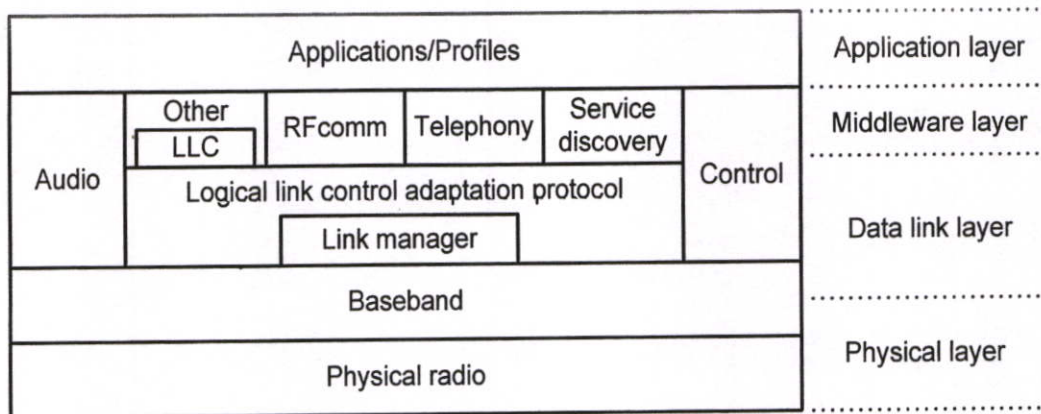 Applications/Profiles
Application layer
Audio
Other
LLC
RFcomm
Telephony
Service
discovery
Control
Middleware layer
Logical link control adaptation protocol
Link manager
Data link layer
Baseband
Physical radio
Physical layer